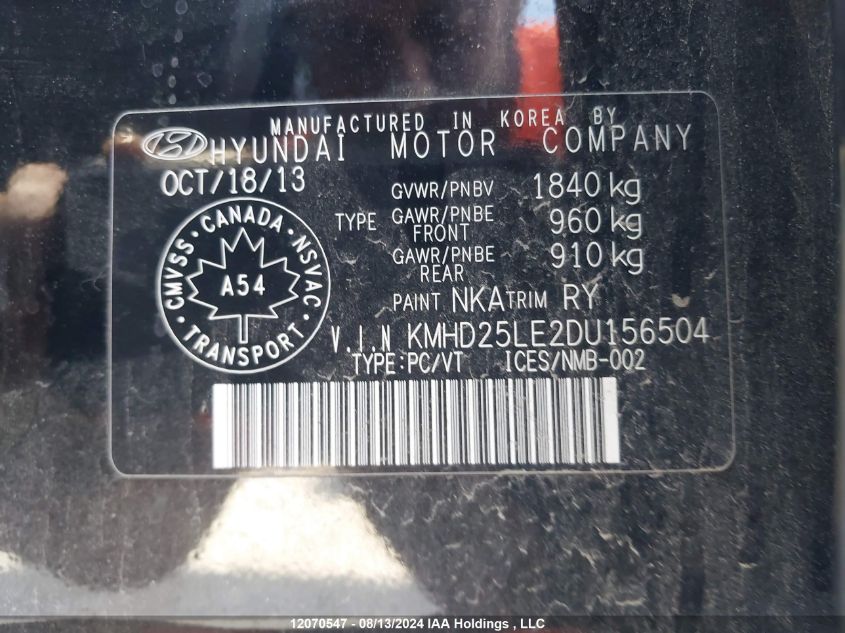 MANUFACTURED IN KOREA BY
HYUNDAI MOTOR COMPANY
OCT/18/13
GVWR/PNBV 1840 kg
TYPE GAWR/PNBE FRONT 960 kg
GAWR/PNBE REAR 910 kg
CMVSS · CANADA · NSVAC · TRANSPORT ·
A54
PAINT NKA TRIM RY
V.I.N KMHD25LE2DU156504
TYPE:PC/VT ICES/NMB-002
12070547 - 08/13/2024 IAA Holdings , LLC